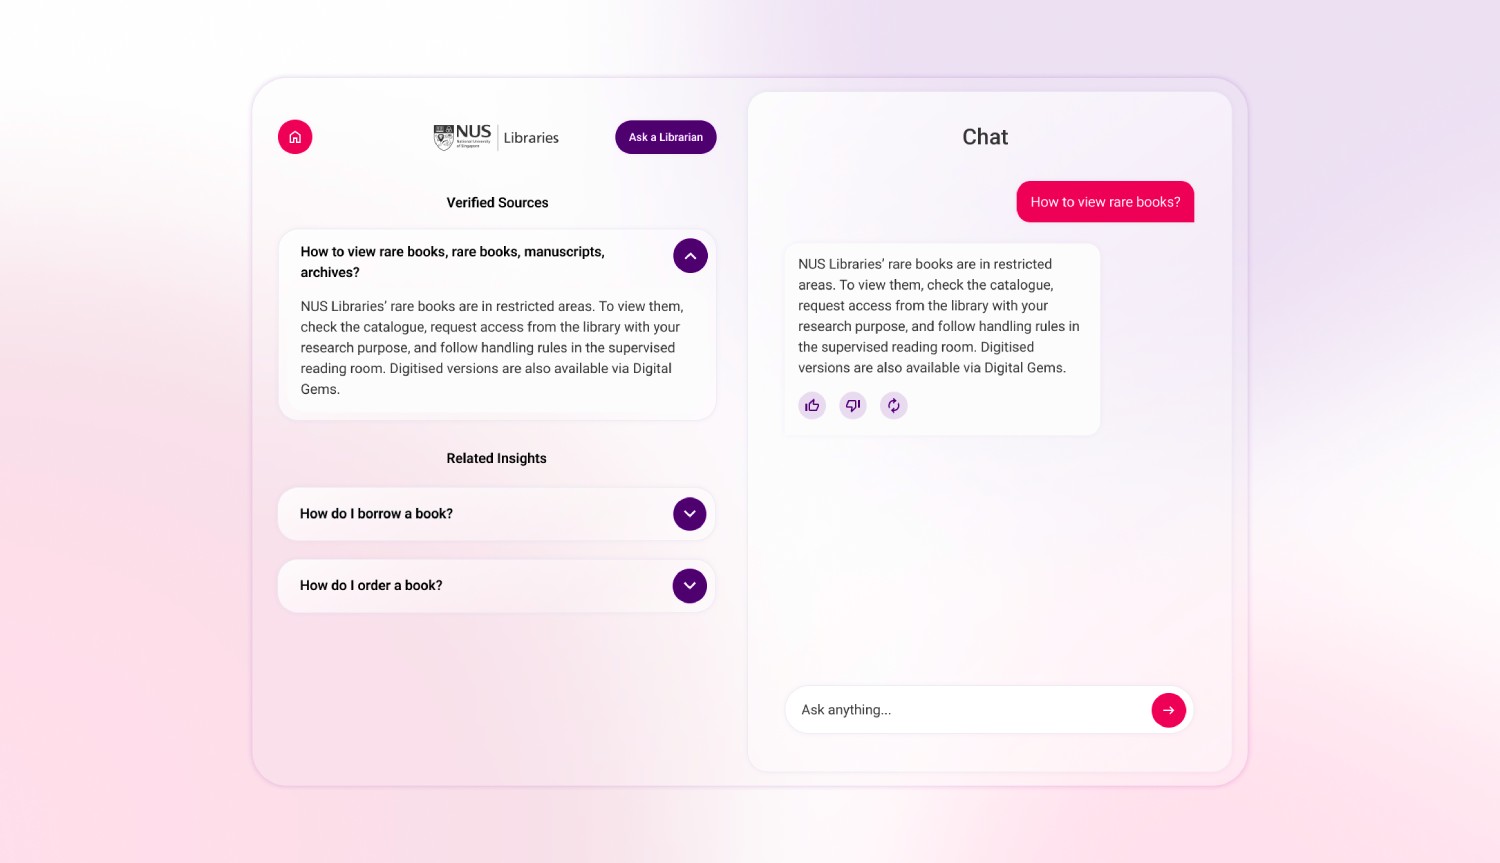 NUS
National University
of Singapore
Libraries
Ask a Librarian
Verified Sources
How to view rare books, rare books, manuscripts,
archives?
NUS Libraries’ rare books are in restricted areas. To view them,
check the catalogue, request access from the library with your
research purpose, and follow handling rules in the supervised
reading room. Digitised versions are also available via Digital
Gems.
Related Insights
How do I borrow a book?
How do I order a book?
Chat
How to view rare books?
NUS Libraries’ rare books are in restricted
areas. To view them, check the catalogue,
request access from the library with your
research purpose, and follow handling rules in
the supervised reading room. Digitised
versions are also available via Digital Gems.
Ask anything...